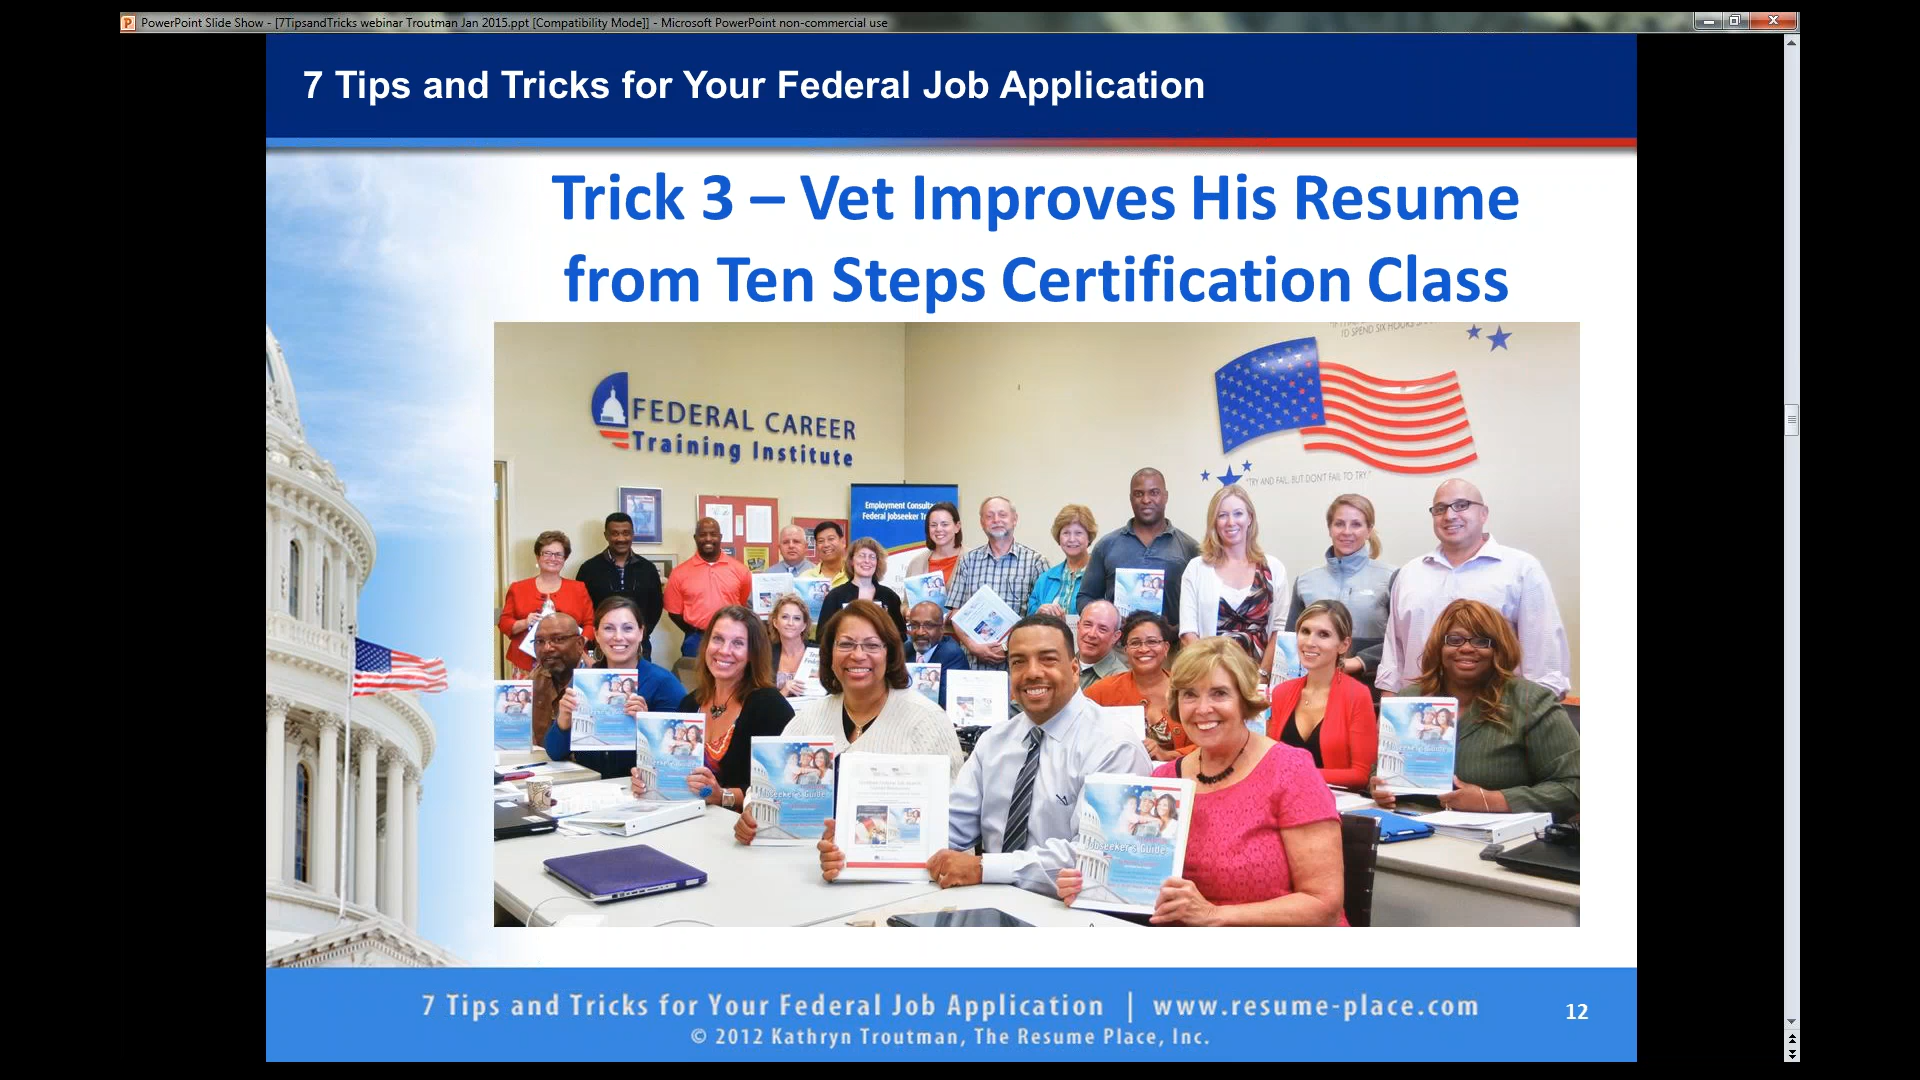 PowerPoint Slide Show - [7TipsandTricks webinar Troutman Jan 2015.ppt [Compatibility Mode]] - Microsoft PowerPoint non-commercial use
7 Tips and Tricks for Your Federal Job Application
Trick 3 – Vet Improves His Resume
from Ten Steps Certification Class
I'D SPEND SIX HOURS
FEDERAL CAREER
Training Institute
"TRY AND FAIL, BUT DON'T FAIL TO TRY."
Employment
Federal Jobseeker
Jobseeker's Guide
7 Tips and Tricks for Your Federal Job Application | www.resume-place.com
© 2012 Kathryn Troutman, The Resume Place, Inc.
12